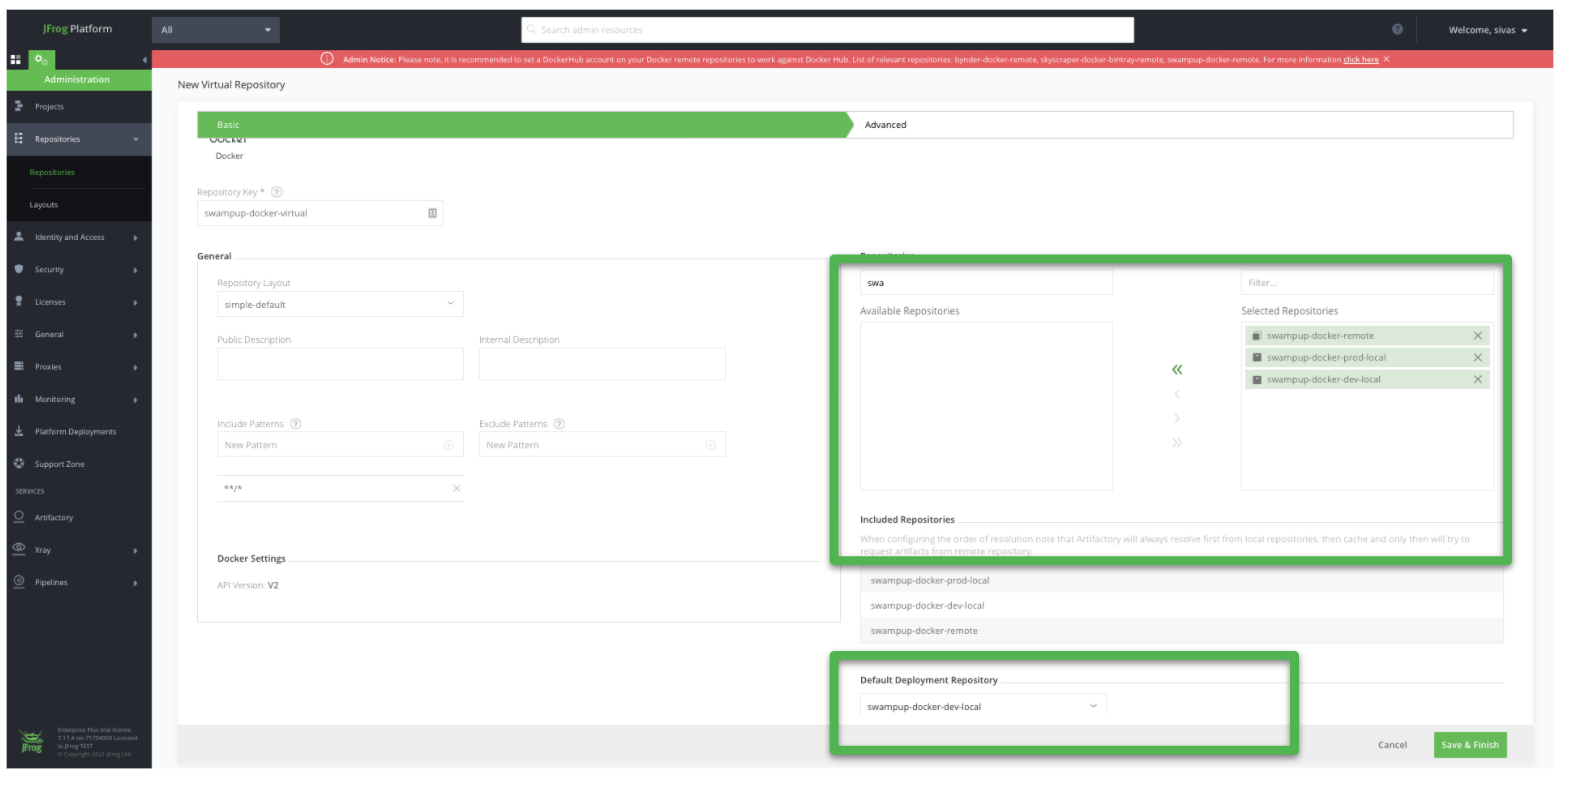 JFrog Platform
All
Search admin resources
Welcome, sivas
Admin Notice: Please note, it is recommended to set a DockerHub account on your Docker remote repositories to work against Docker Hub. List of relevant repositories: bynder-docker-remote, skyscraper-docker-bintray-remote, swampup-docker-remote. For more information click here ×
Administration
Projects
Repositories
Repositories
Layouts
Identity and Access
Security
Licenses
General
Proxies
Monitoring
Platform Deployments
Support Zone
SERVICES
Artifactory
Xray
Pipelines
JFrog
Enterprise Plus trial license
7.17.4 rev 71794900 Licensed
to JFrog TEST
© Copyright 2021 JFrog Ltd
New Virtual Repository
Basic
Advanced
Docker
Repository Key * ?
swampup-docker-virtual
General
Repository Layout
simple-default
Public Description
Internal Description
Include Patterns ?
Exclude Patterns ?
New Pattern
New Pattern
**/*
Docker Settings
API Version: V2
Repositories
swa
Filter...
Available Repositories
Selected Repositories
swampup-docker-remote
swampup-docker-prod-local
swampup-docker-dev-local
Included Repositories
When configuring the order of resolution note that Artifactory will always resolve first from local repositories, then cache and only then will try to
request artifacts from remote repository.
swampup-docker-prod-local
swampup-docker-dev-local
swampup-docker-remote
Default Deployment Repository
swampup-docker-dev-local
Cancel
Save & Finish